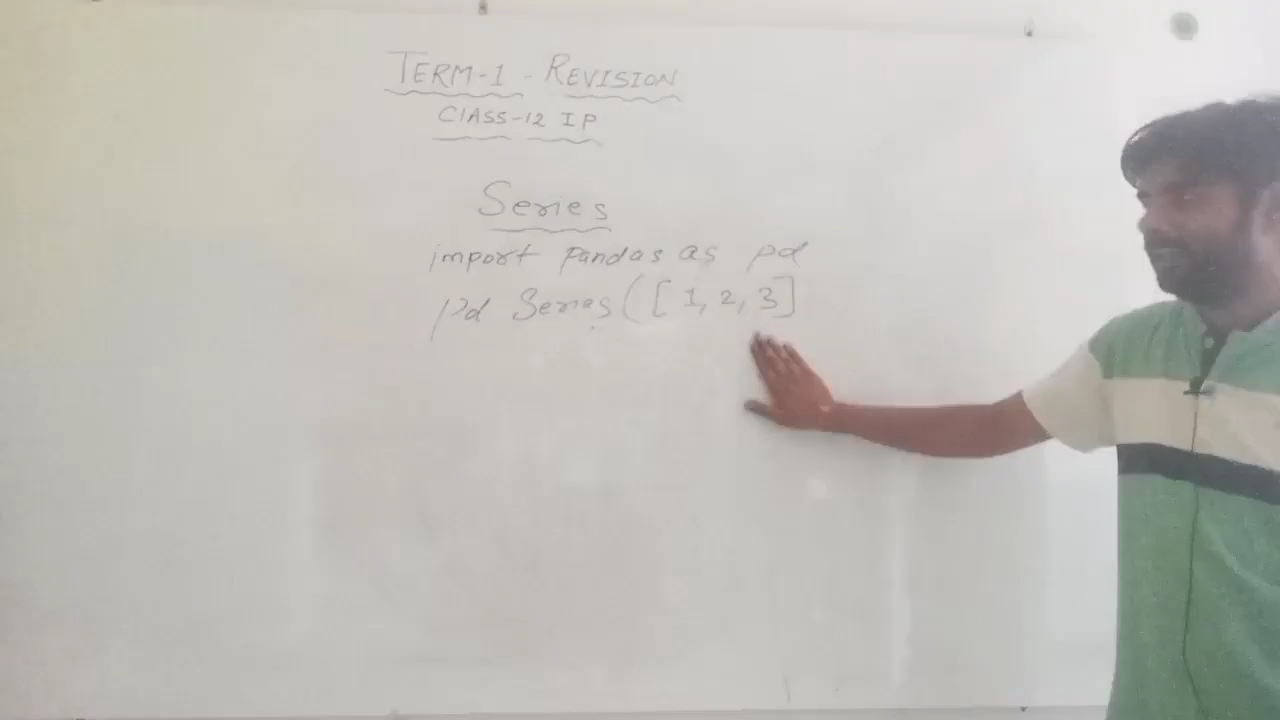 TERM-1 - REVISION
CLASS-12 IP
Series
import pandas as pd
pd Series ([ 1, 2, 3]